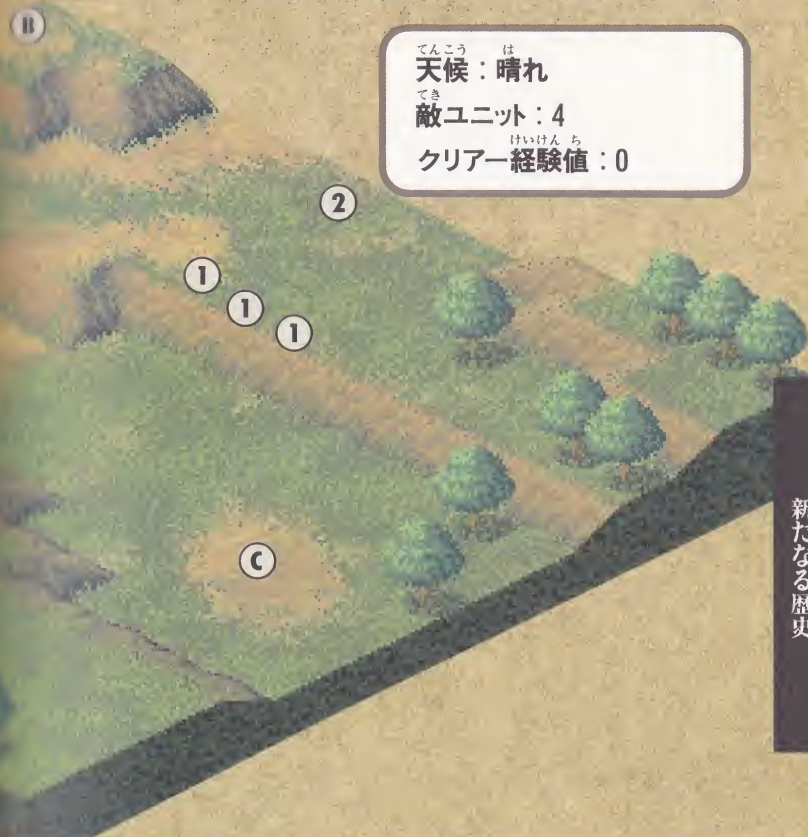 B
天候：晴れ
てんこう は
敵ユニット：4
てき
クリアー経験値：0
けいけん ち
2
1
1
1
C
新たなる歴史